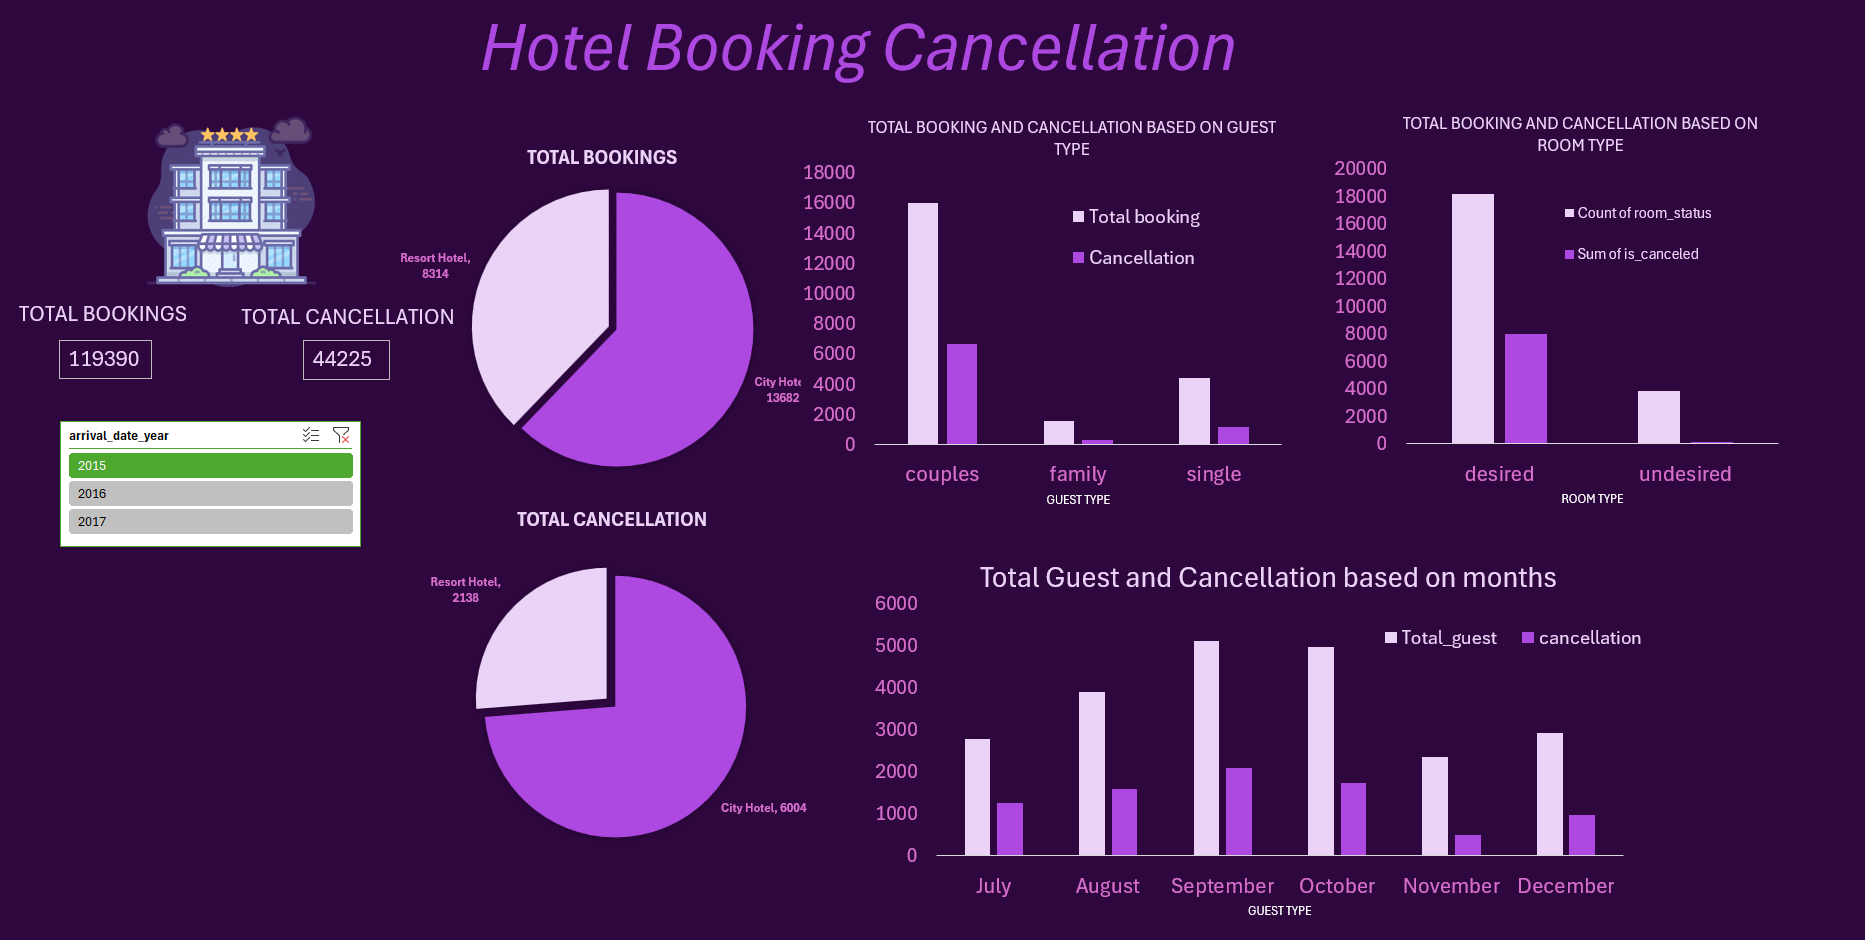 Hotel Booking Cancellation
TOTAL BOOKINGS
119390
TOTAL CANCELLATION
44225
arrival_date_year
2015
2016
2017
TOTAL BOOKINGS
Resort Hotel,
8314
City Hote
13682
TOTAL CANCELLATION
Resort Hotel,
2138
City Hotel, 6004
TOTAL BOOKING AND CANCELLATION BASED ON GUEST
TYPE
18000
16000
14000
12000
10000
8000
6000
4000
2000
0
Total booking
Cancellation
couples
family
single
GUEST TYPE
TOTAL BOOKING AND CANCELLATION BASED ON
ROOM TYPE
20000
18000
16000
14000
12000
10000
8000
6000
4000
2000
0
Count of room_status
Sum of is_canceled
desired
undesired
ROOM TYPE
Total Guest and Cancellation based on months
6000
5000
4000
3000
2000
1000
0
Total_guest
cancellation
July
August
September
October
November
December
GUEST TYPE